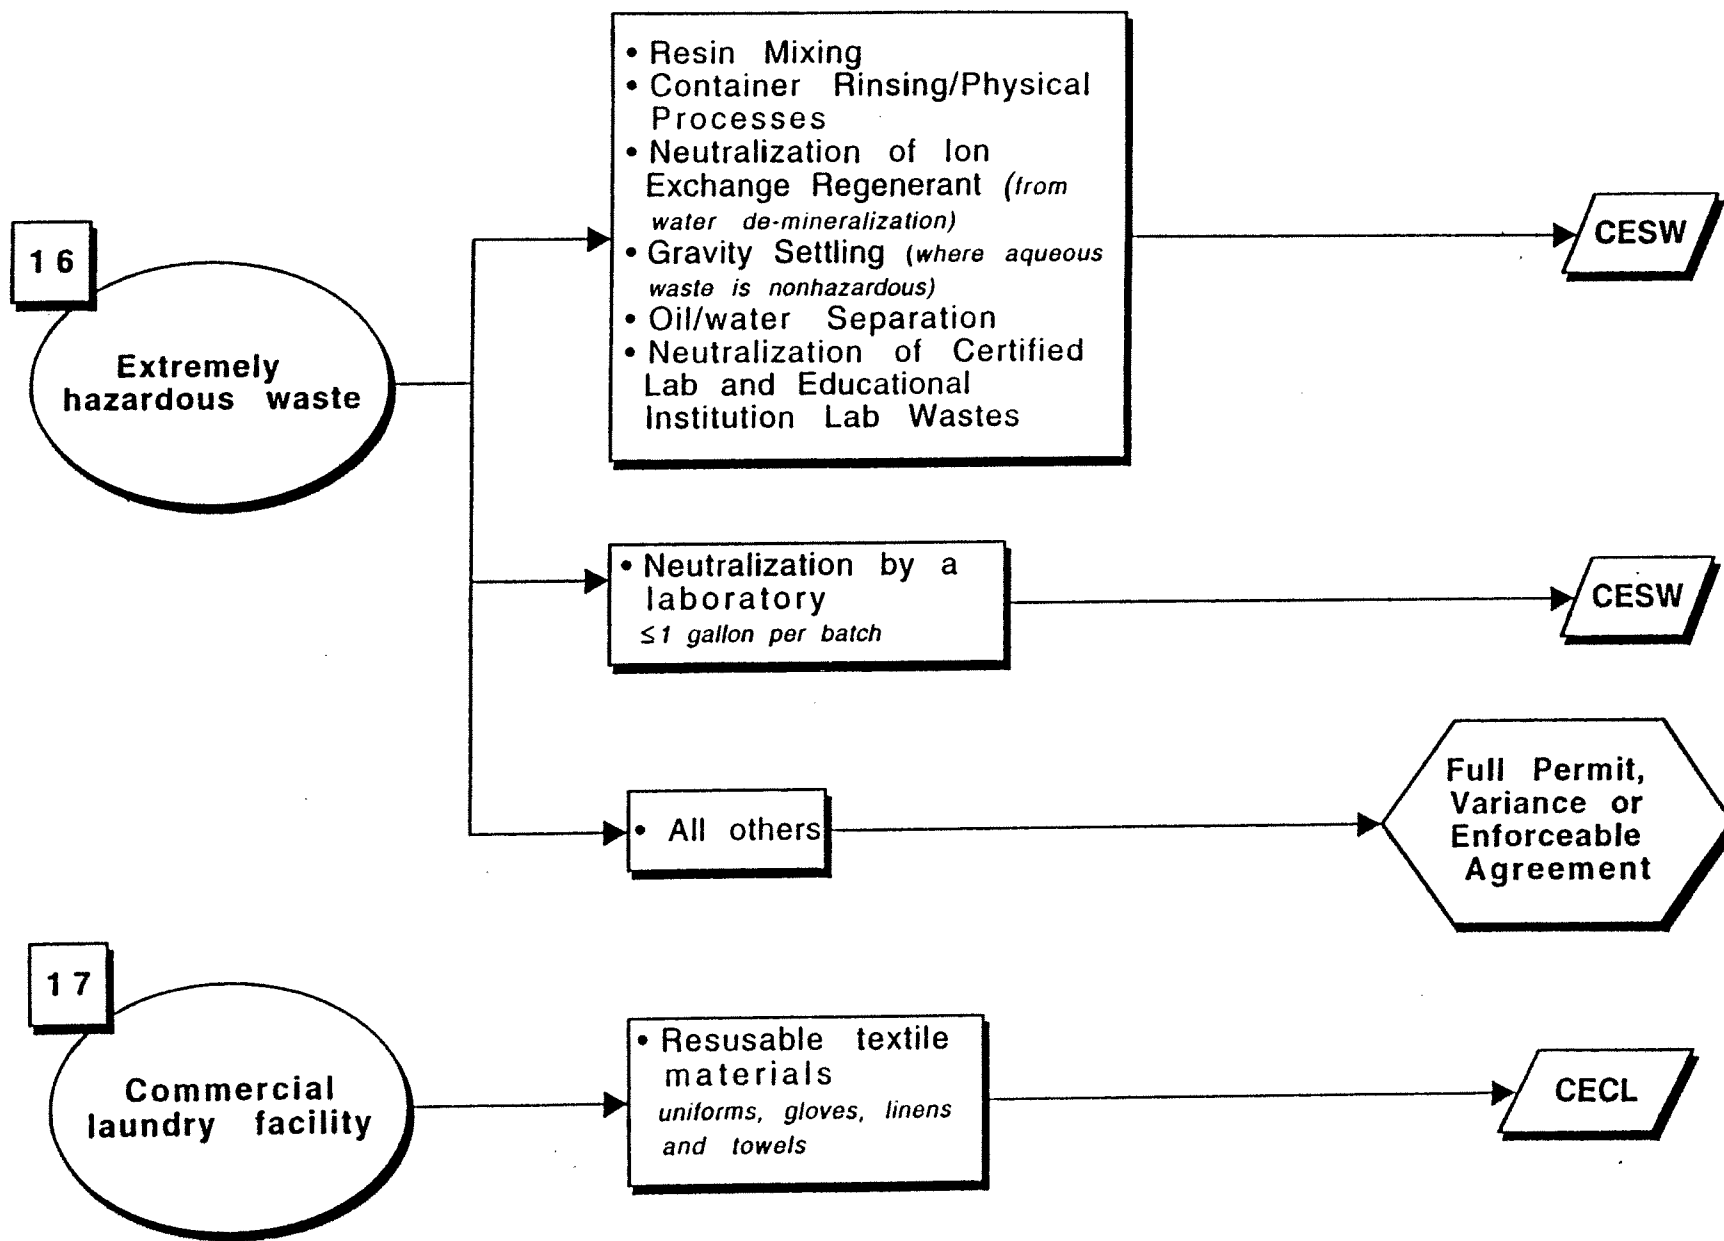 • Resin Mixing
• Container Rinsing/Physical
Processes
• Neutralization of Ion
Exchange Regenerant (from
water de-mineralization)
• Gravity Settling (where aqueous
waste is nonhazardous)
• Oil/water Separation
• Neutralization of Certified
Lab and Educational
Institution Lab Wastes
CESW
16
Extremely
hazardous waste
• Neutralization by a
laboratory
≤1 gallon per batch
CESW
• All others
Full Permit,
Variance or
Enforceable
Agreement
17
Commercial
laundry facility
• Resusable textile
materials
uniforms, gloves, linens
and towels
CECL